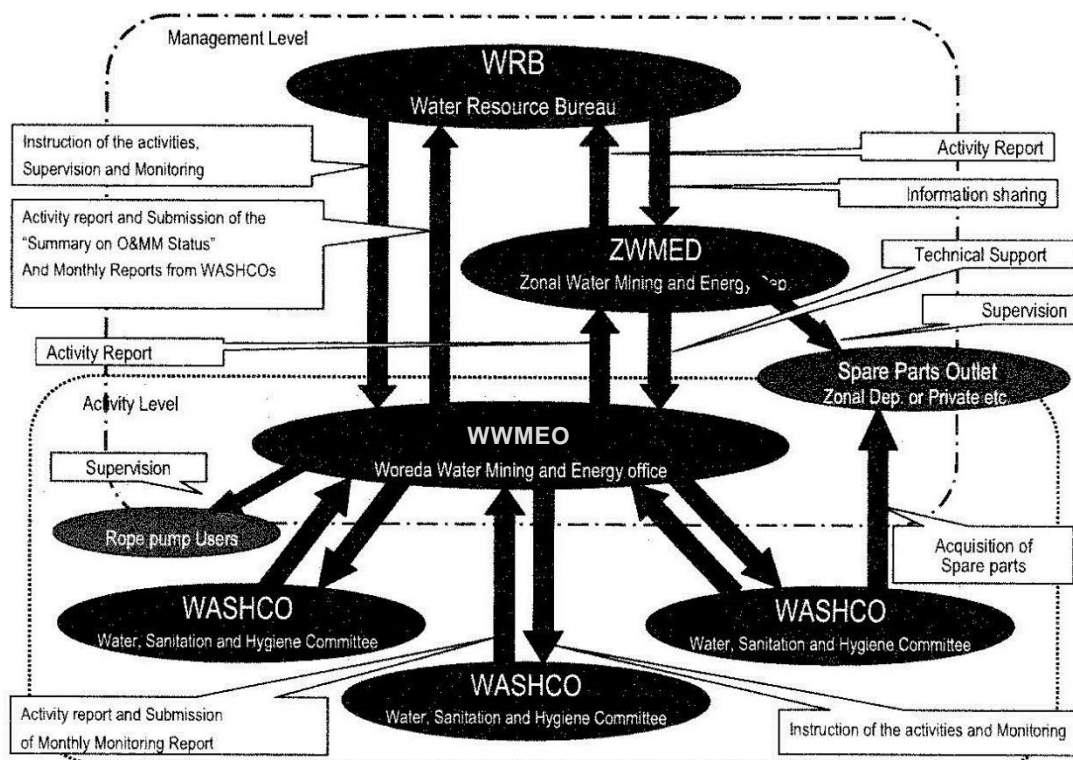 Management Level
WRB
Water Resource Bureau
Instruction of the activities,
Supervision and Monitoring
Activity Report
Information sharing
Activity report and Submission of the
“Summary on O&MM Status”
And Monthly Reports from WASHCOs
ZWMED
Zonal Water Mining and Energy Dep.
Technical Support
Supervision
Activity Report
Spare Parts Outlet
Zonal Dep. or Private etc.
Activity Level
WWMEO
Woreda Water Mining and Energy office
Supervision
Rope pump Users
Acquisition of
Spare parts
WASHCO
Water, Sanitation and Hygiene Committee
WASHCO
Water, Sanitation and Hygiene Committee
WASHCO
Water, Sanitation and Hygiene Committee
Activity report and Submission
of Monthly Monitoring Report
Instruction of the activities and Monitoring